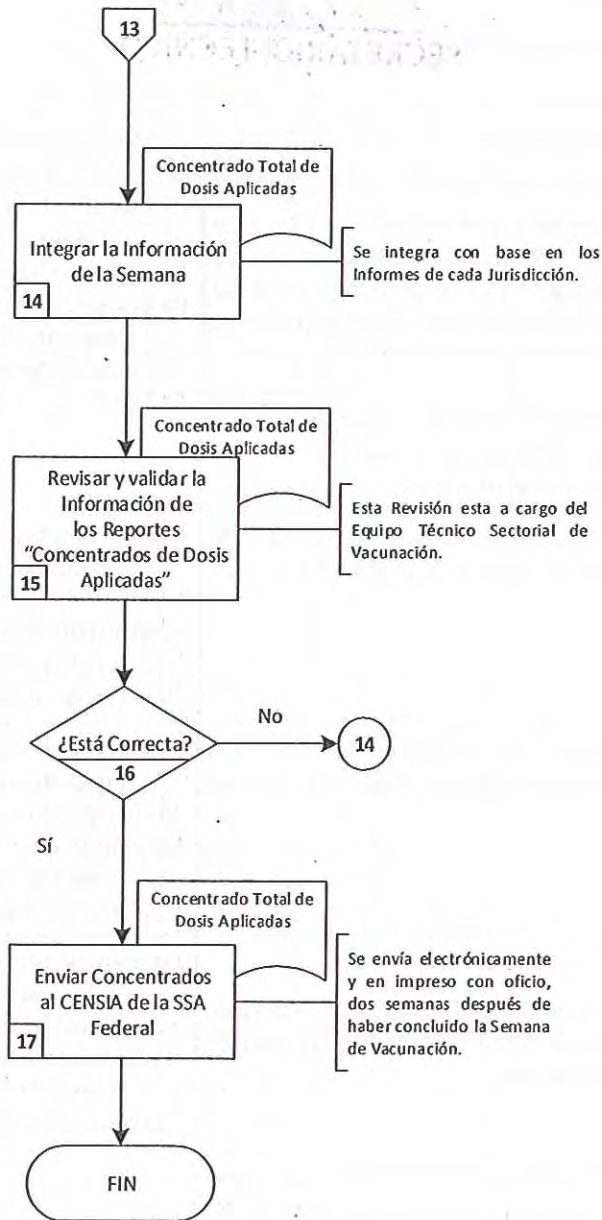 13
Concentrado Total de
Dosis Aplicadas
Integrar la Información
de la Semana
14
Se integra con base en los
Informes de cada Jurisdicción.
Concentrado Total de
Dosis Aplicadas
Revisar y validar la
Información de
los Reportes
“Concentrados de Dosis
Aplicadas”
15
Esta Revisión esta a cargo del
Equipo Técnico Sectorial de
Vacunación.
¿Está Correcta?
16
No
14
Sí
Concentrado Total de
Dosis Aplicadas
Enviar Concentrados
al CENSIA de la SSA
Federal
17
Se envía electrónicamente
y en impreso con oficio,
dos semanas después de
haber concluido la Semana
de Vacunación.
FIN